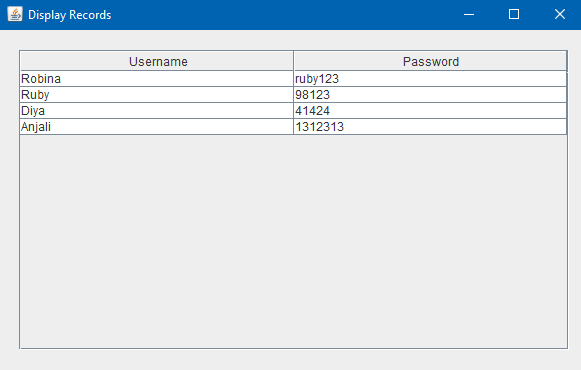 Display Records
Username Password
Robina ruby123
Ruby 98123
Diya 41424
Anjali 1312313